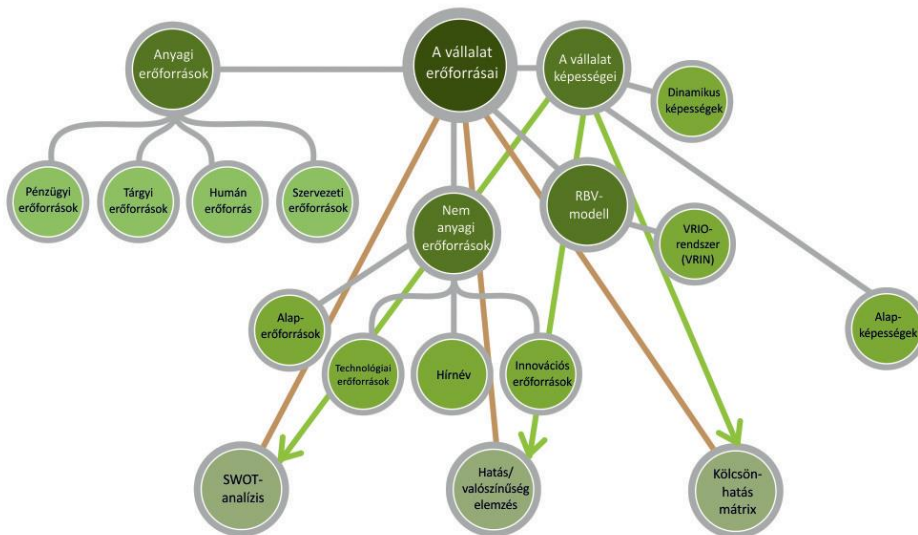 Anyagi
erőforrások
A vállalat
erőforrásai
A vállalat
képességei
Dinamikus
képességek
Pénzügyi
erőforrások
Tárgyi
erőforrások
Humán
erőforrás
Szervezeti
erőforrások
Nem
anyagi
erőforrások
RBV-
modell
VRIO-
rendszer
(VRIN)
Alap-
erőforrások
Technológiai
erőforrások
Hírnév
Innovációs
erőforrások
Alap-
képességek
SWOT-
analízis
Hatás/
valószínűség
elemzés
Kölcsön-
hatás
mátrix